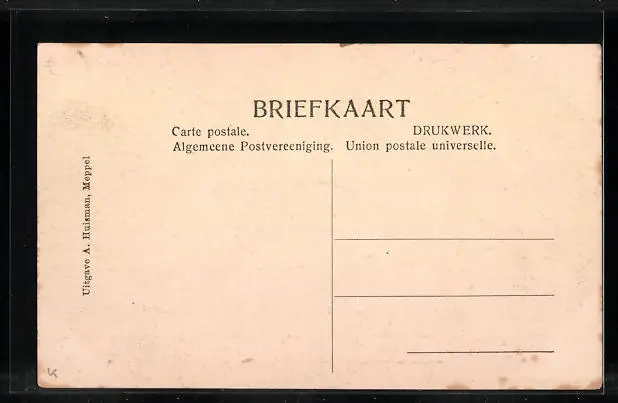 BRIEFKAART
Carte postale. DRUKWERK.
Algemeene Postvereeniging. Union postale universelle.
Uitgave A. Huisman, Meppel